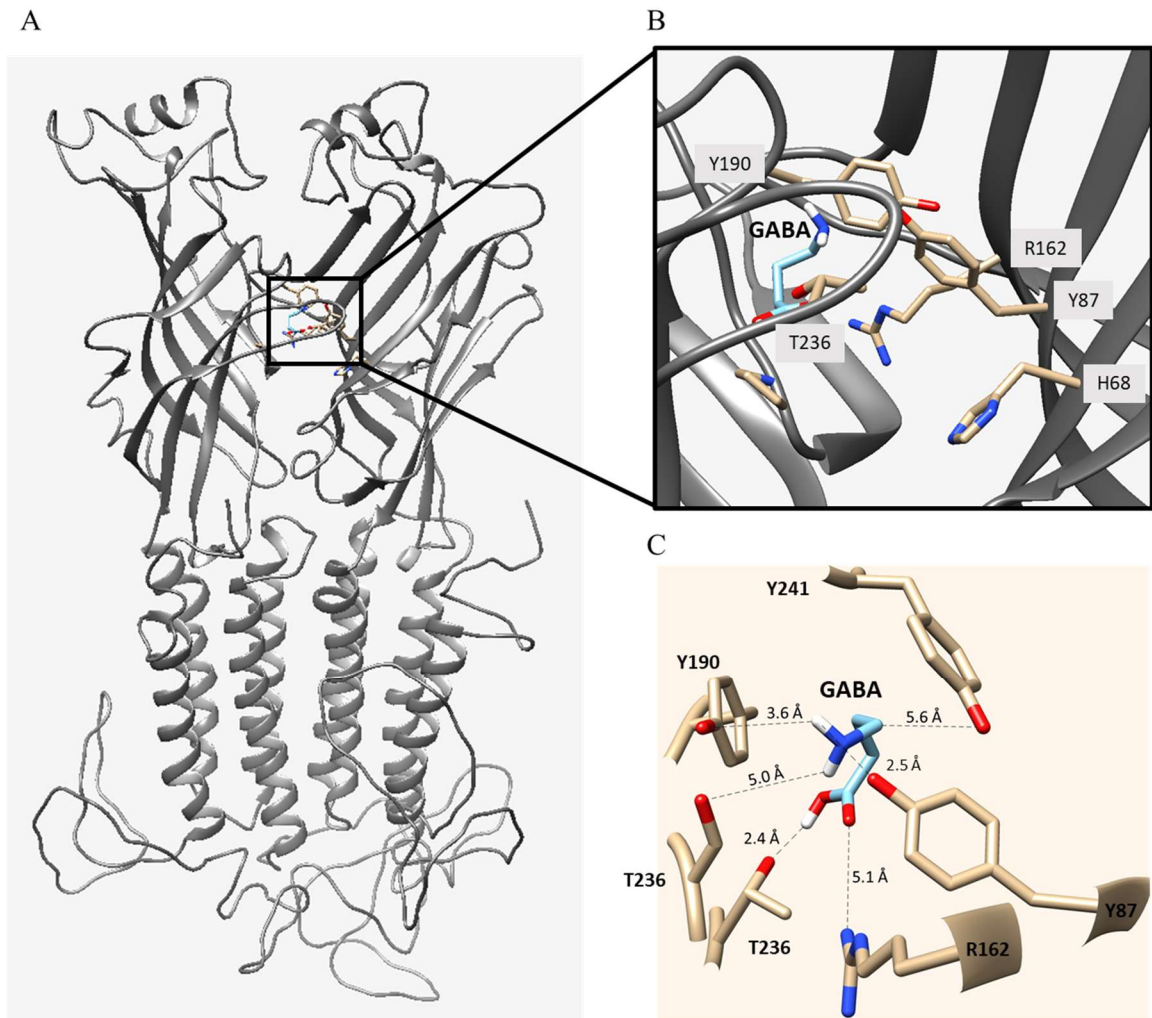 A
B
Y190
GABA
R162
Y87
T236
H68
C
Y241
Y190
GABA
3.6 Å
5.6 Å
2.5 Å
5.0 Å
2.4 Å
5.1 Å
T236
Y87
T236
R162